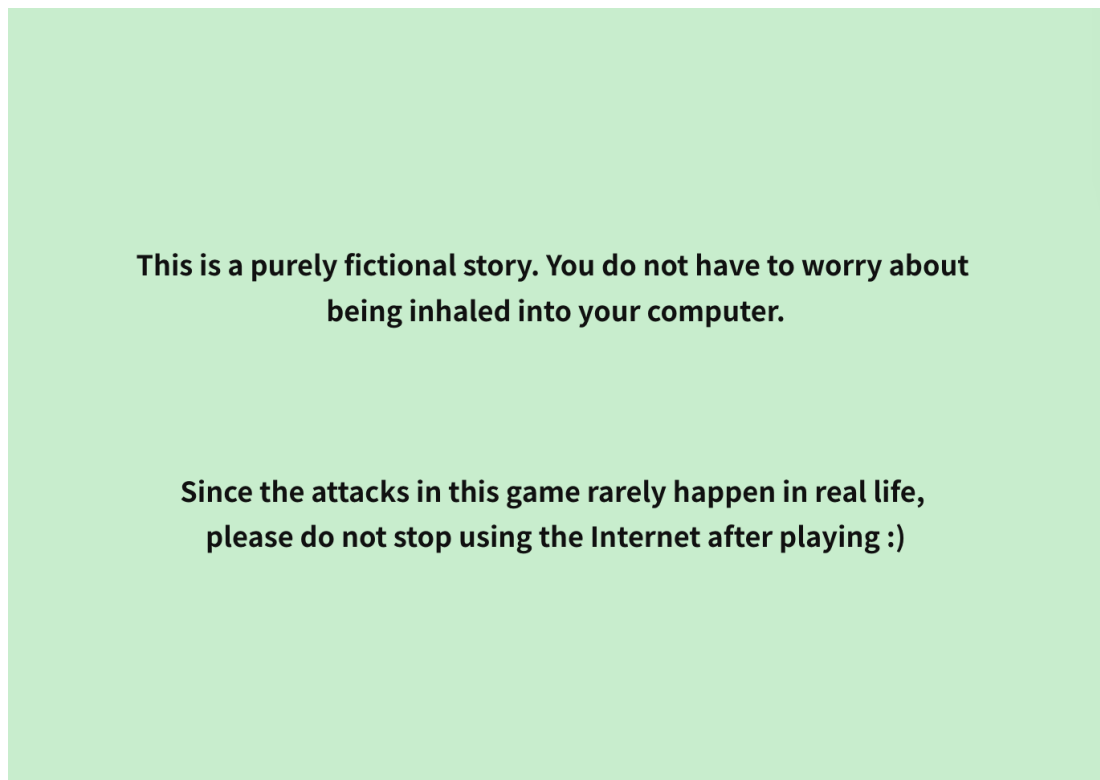 This is a purely fictional story. You do not have to worry about
being inhaled into your computer.
Since the attacks in this game rarely happen in real life,
please do not stop using the Internet after playing :)